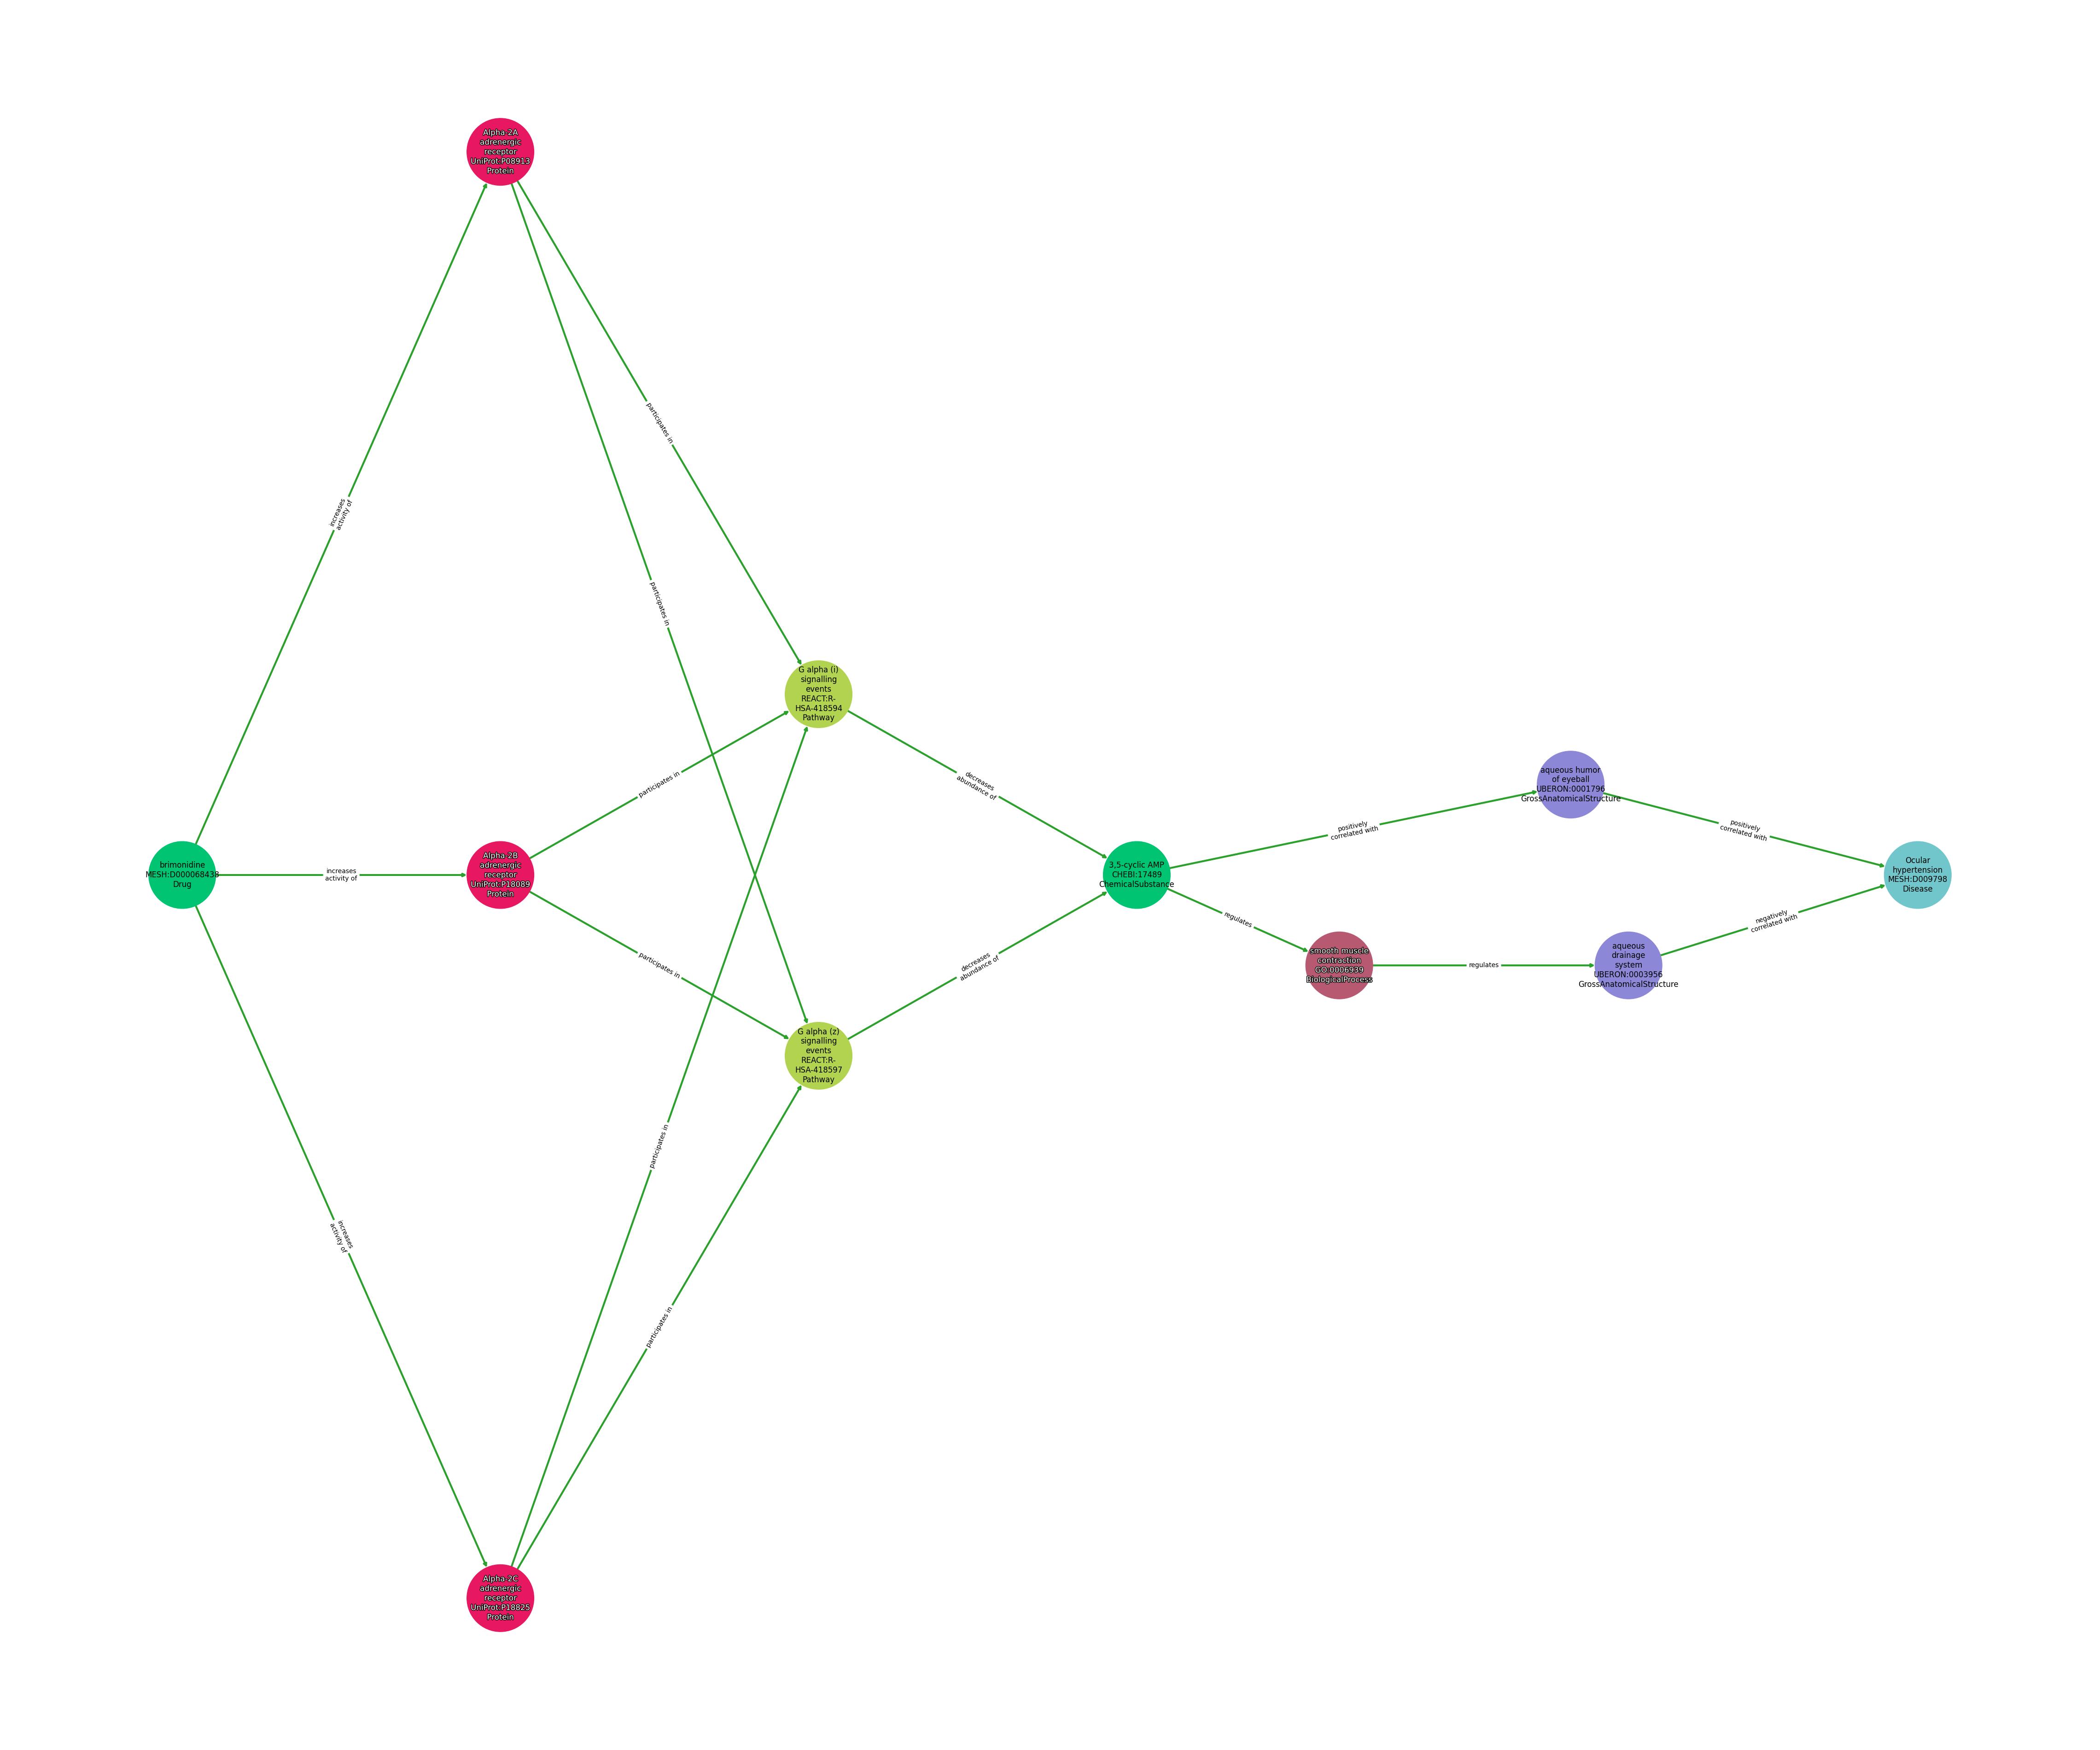 Alpha-2A
adrenergic
receptor
UniProt:P08913
Protein
participates in
increases
activity of
participates in
G alpha (i)
signalling
events
REACT:R-
HSA-418594
Pathway
participates in
decreases
abundance of
aqueous humor
of eyeball
UBERON:0001796
GrossAnatomicalStructure
positively
correlated with
positively
correlated with
brimonidine
MESH:D000068438
Drug
increases
activity of
Alpha-2B
adrenergic
receptor
UniProt:P18089
Protein
3,5-cyclic AMP
CHEBI:17489
ChemicalSubstance
Ocular
hypertension
MESH:D009798
Disease
regulates
negatively
correlated with
participates in
decreases
abundance of
smooth muscle
contraction
GO:0006939
BiologicalProcess
regulates
aqueous
drainage
system
UBERON:0003956
GrossAnatomicalStructure
G alpha (z)
signalling
events
REACT:R-
HSA-418597
Pathway
participates in
increases
activity of
participates in
Alpha-2C
adrenergic
receptor
UniProt:P18825
Protein